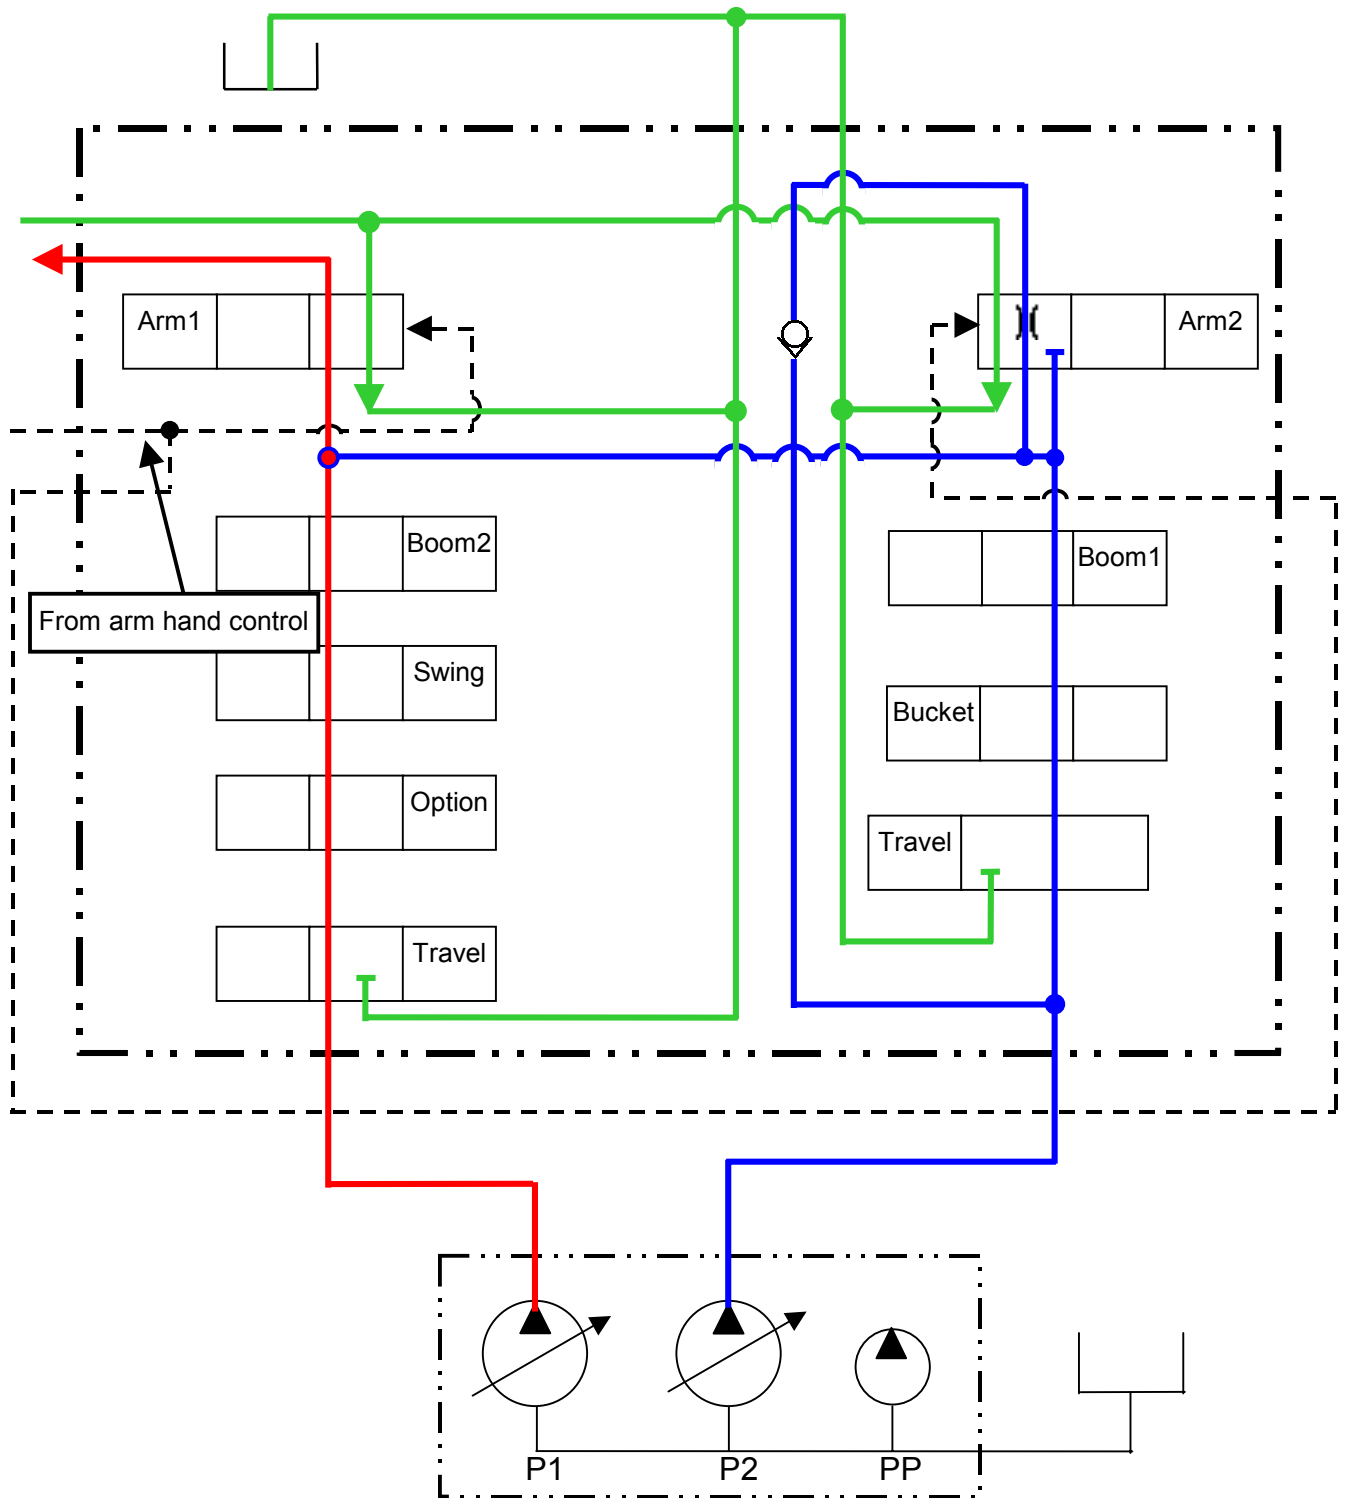 Arm1
Arm2
Boom2
Boom1
From arm hand control
Swing
Bucket
Option
Travel
Travel
P1
P2
PP